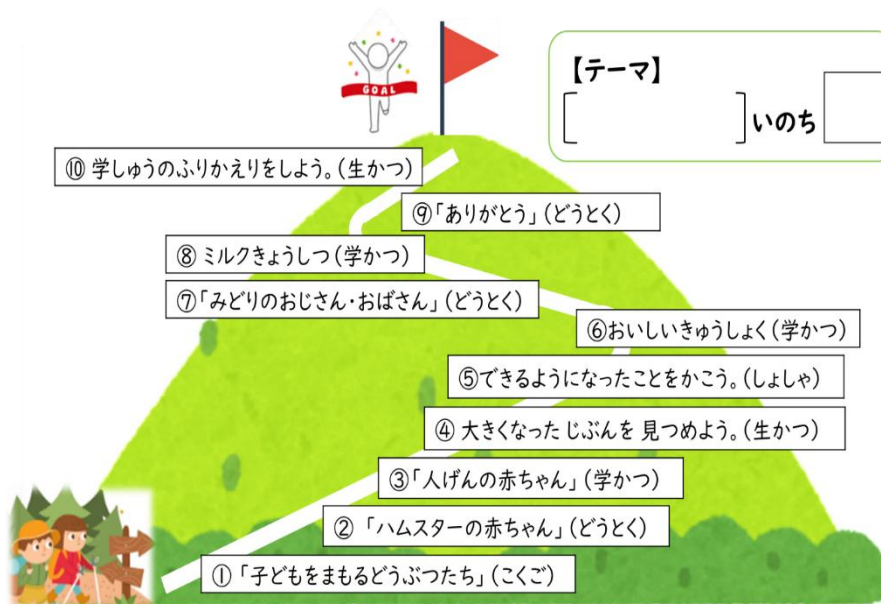 GOAL
【テーマ】
[ ] いのち
⑩ 学しゅうのふりかえりをしよう。(生かつ)
⑨「ありがとう」(どうとく)
⑧ ミルクきょうしつ(学かつ)
⑦「みどりのおじさん・おばさん」(どうとく)
⑥おいしいきゅうしょく(学かつ)
⑤できるようになったことをかこう。(しょしゃ)
④ 大きくなった じぶんを 見つめよう。(生かつ)
③「人げんの赤ちゃん」(学かつ)
② 「ハムスターの赤ちゃん」(どうとく)
① 「子どもをまもるどうぶつたち」(こくご)